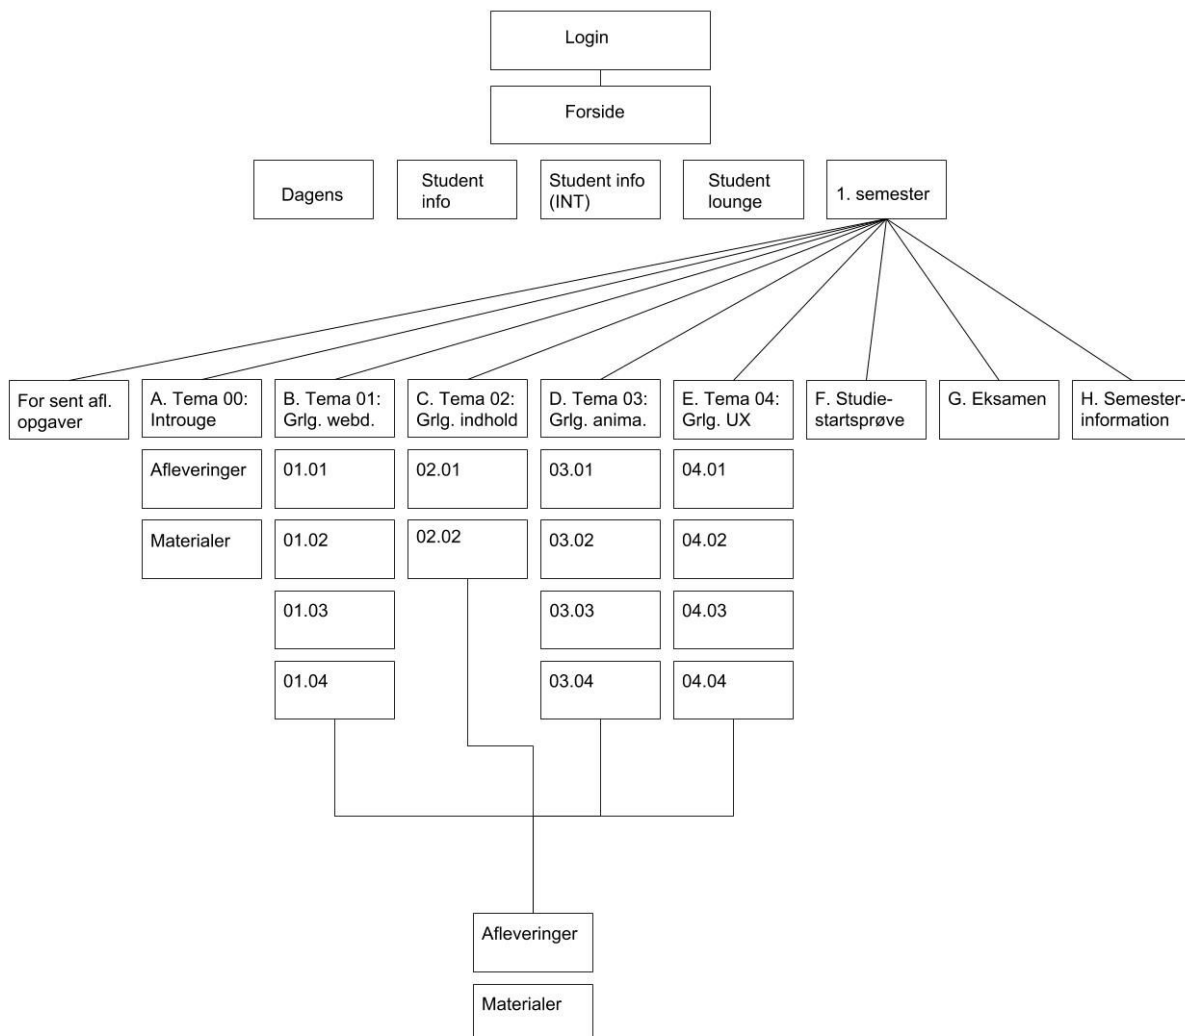 Login
Forside
Dagens
Student
info
Student info
(INT)
Student
lounge
1. semester
For sent afl.
opgaver
A. Tema 00:
Introuge
B. Tema 01:
Grlg. webd.
C. Tema 02:
Grlg. indhold
D. Tema 03:
Grlg. anima.
E. Tema 04:
Grlg. UX
F. Studie-
startsprøve
G. Eksamen
H. Semester-
information
Afleveringer
01.01
02.01
03.01
04.01
Materialer
01.02
02.02
03.02
04.02
01.03
03.03
04.03
01.04
03.04
04.04
Afleveringer
Materialer